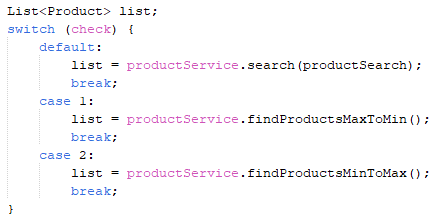 List<Product> list;
switch (check) {
    default:
        list = productService.search(productSearch);
        break;
    case 1:
        list = productService.findProductsMaxToMin();
        break;
    case 2:
        list = productService.findProductsMinToMax();
        break;
}